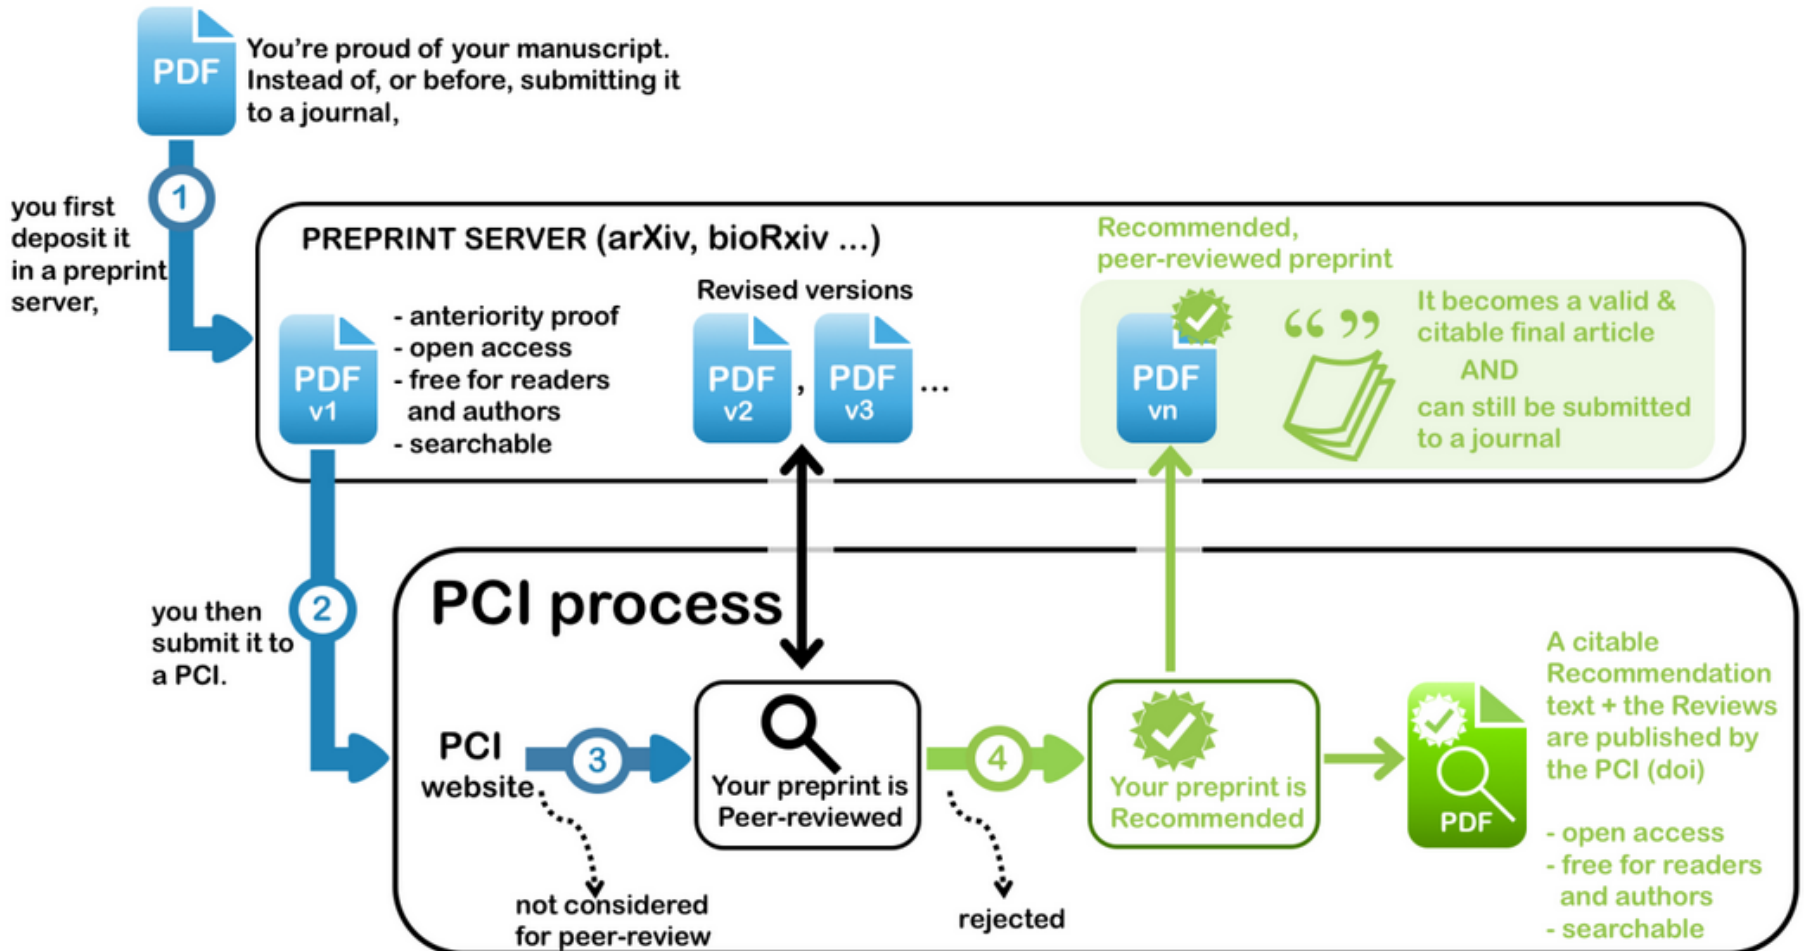 PDF
You're proud of your manuscript.
Instead of, or before, submitting it
to a journal,
1
you first
deposit it
in a preprint
server,
PREPRINT SERVER (arXiv, bioRxiv ...)
PDF
v1
- anteriority proof
- open access
- free for readers
and authors
- searchable
Revised versions
PDF
v2
,
PDF
v3
...
Recommended,
peer-reviewed preprint
PDF
vn
“ ”
It becomes a valid &
citable final article
AND
can still be submitted
to a journal
2
you then
submit it to
a PCI.
PCI process
PCI
website
3
not considered
for peer-review
Your preprint is
Peer-reviewed
4
rejected
Your preprint is
Recommended
PDF
A citable
Recommendation
text + the Reviews
are published by
the PCI (doi)
- open access
- free for readers
and authors
- searchable